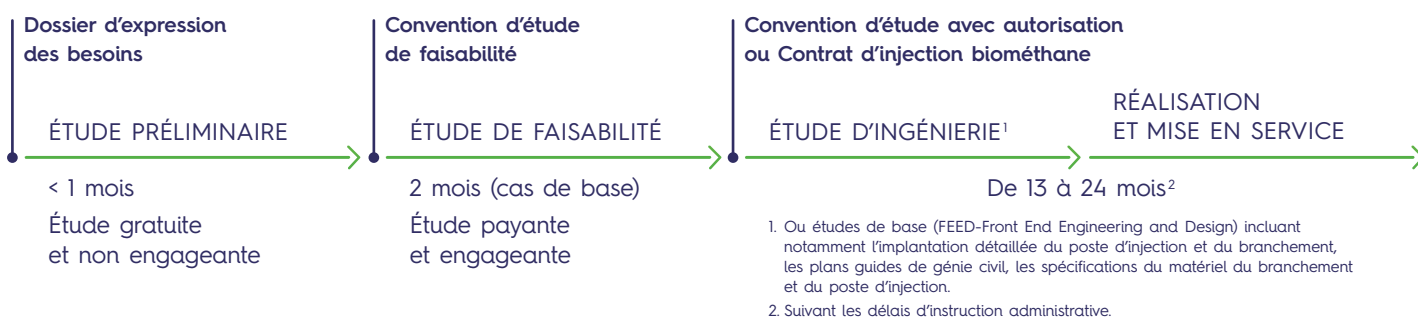 Dossier d'expression
des besoins
ÉTUDE PRÉLIMINAIRE
< 1 mois
Étude gratuite
et non engageante
Convention d'étude
de faisabilité
ÉTUDE DE FAISABILITÉ
2 mois (cas de base)
Étude payante
et engageante
Convention d'étude avec autorisation
ou Contrat d'injection biométhane
ÉTUDE D'INGÉNIERIE¹
RÉALISATION
ET MISE EN SERVICE
De 13 à 24 mois²
1. Ou études de base (FEED-Front End Engineering and Design) incluant
notamment l'implantation détaillée du poste d'injection et du branchement,
les plans guides de génie civil, les spécifications du matériel du branchement
et du poste d'injection.
2. Suivant les délais d'instruction administrative.